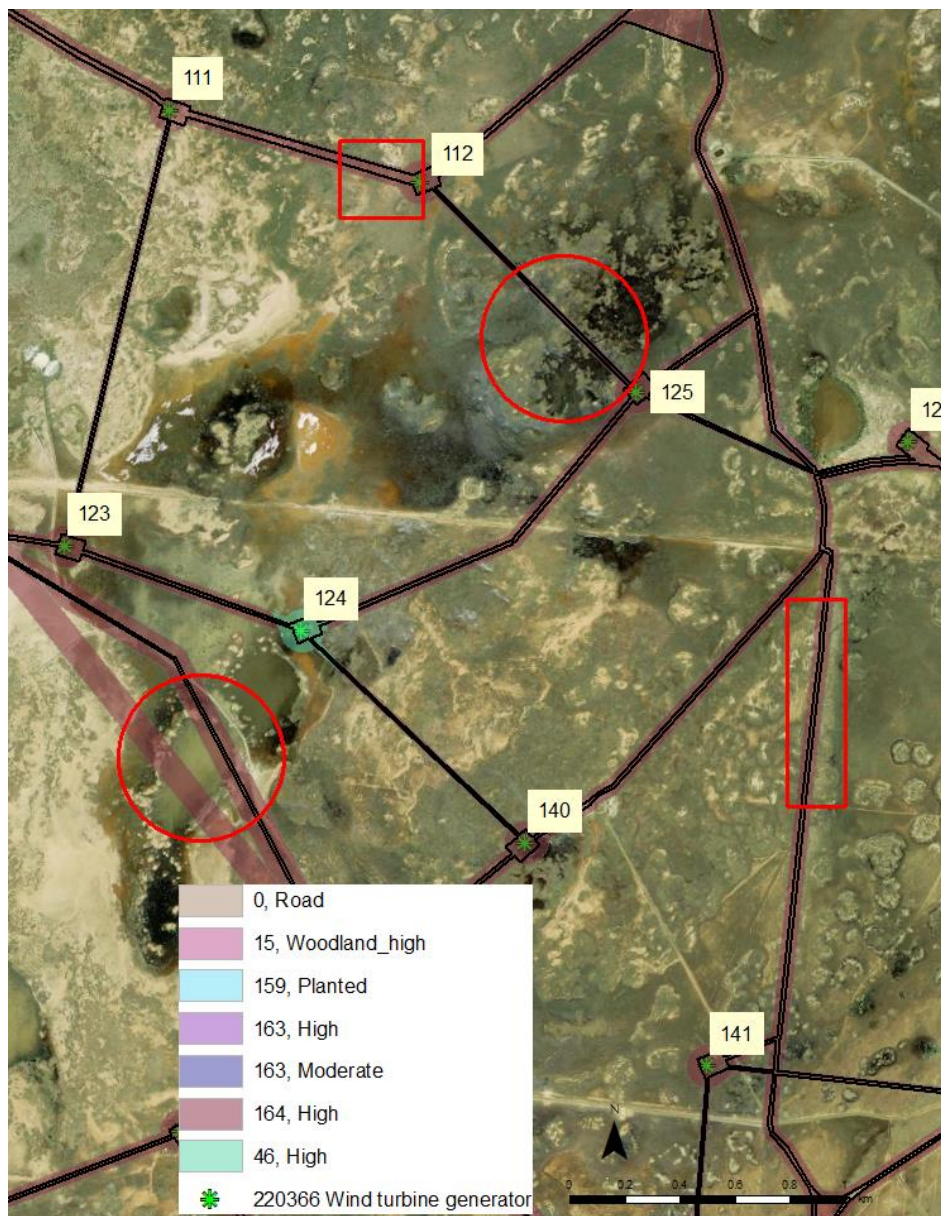 111
112
125
12
123
124
140
0, Road
15, Woodland_high
159, Planted
163, High
163, Moderate
164, High
46, High
220366 Wind turbine generator
141
N
0 0.2 0.4 0.6 0.8 1
km